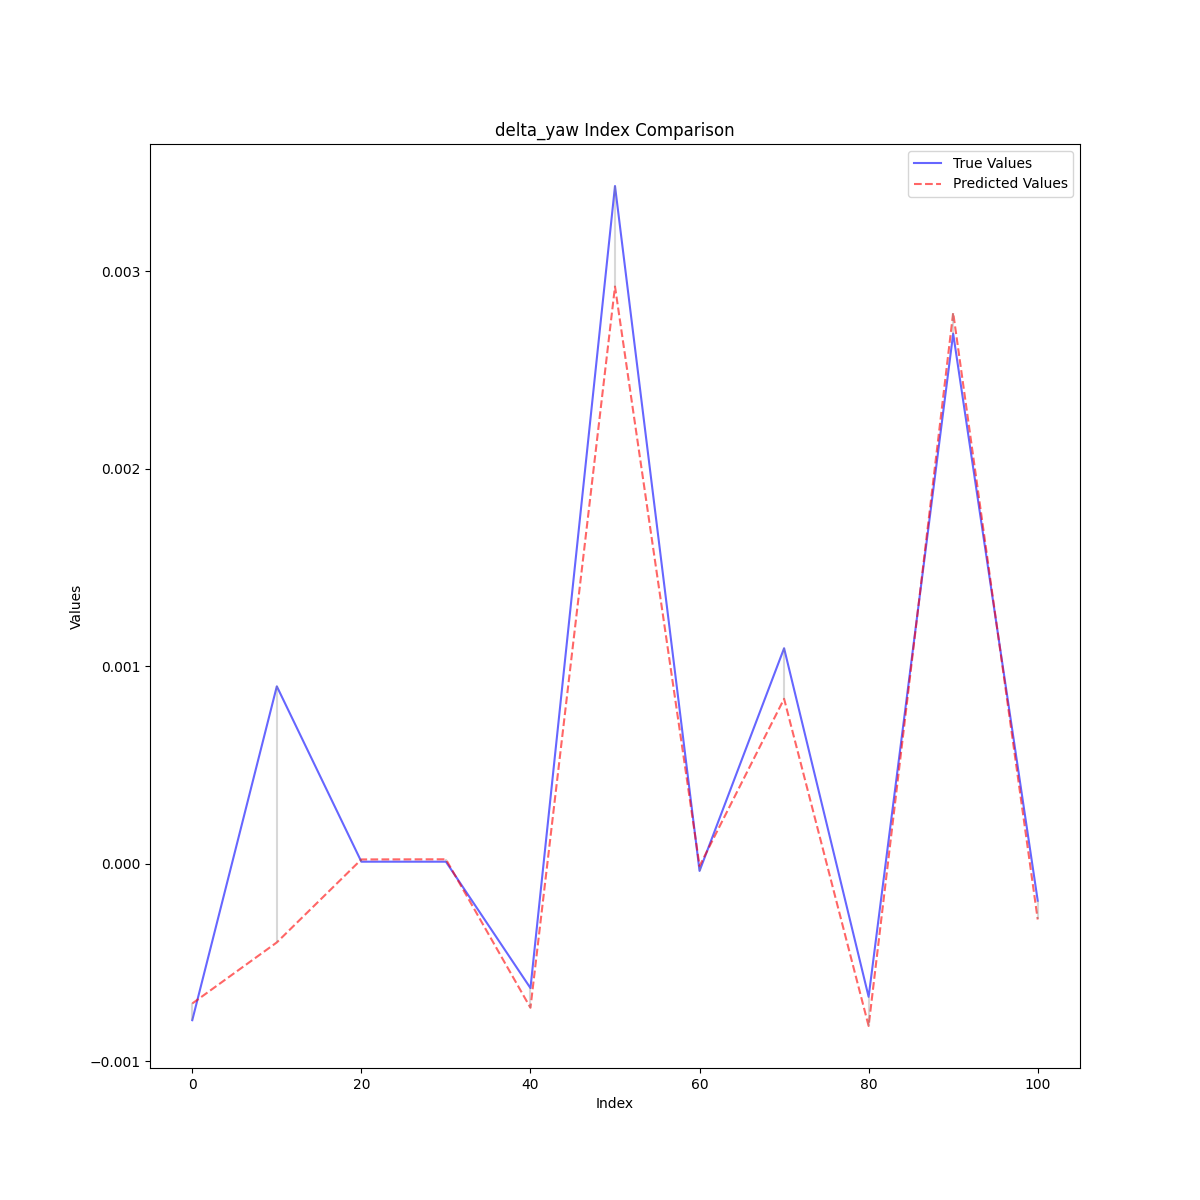 delta_yaw Index Comparison
True Values
Predicted Values
0.003
0.002
0.001
0.000
−0.001
Values
0 20 40 60 80 100
Index